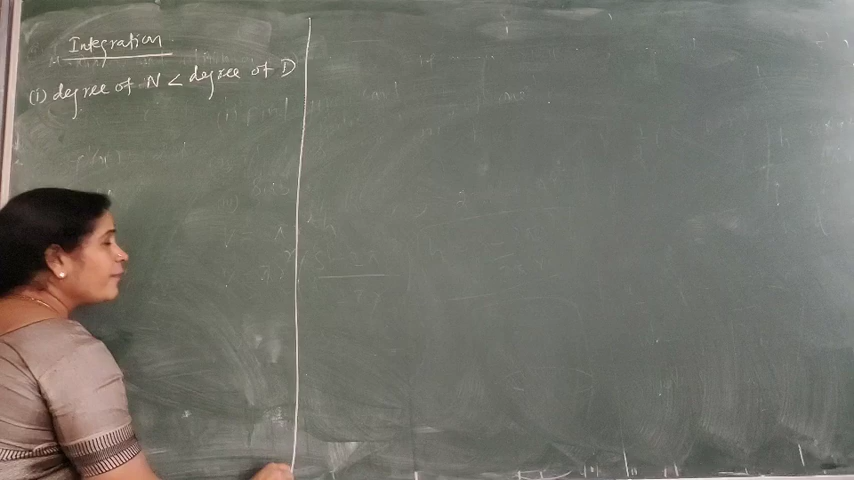 Integration
(i) degree of N < degree of D